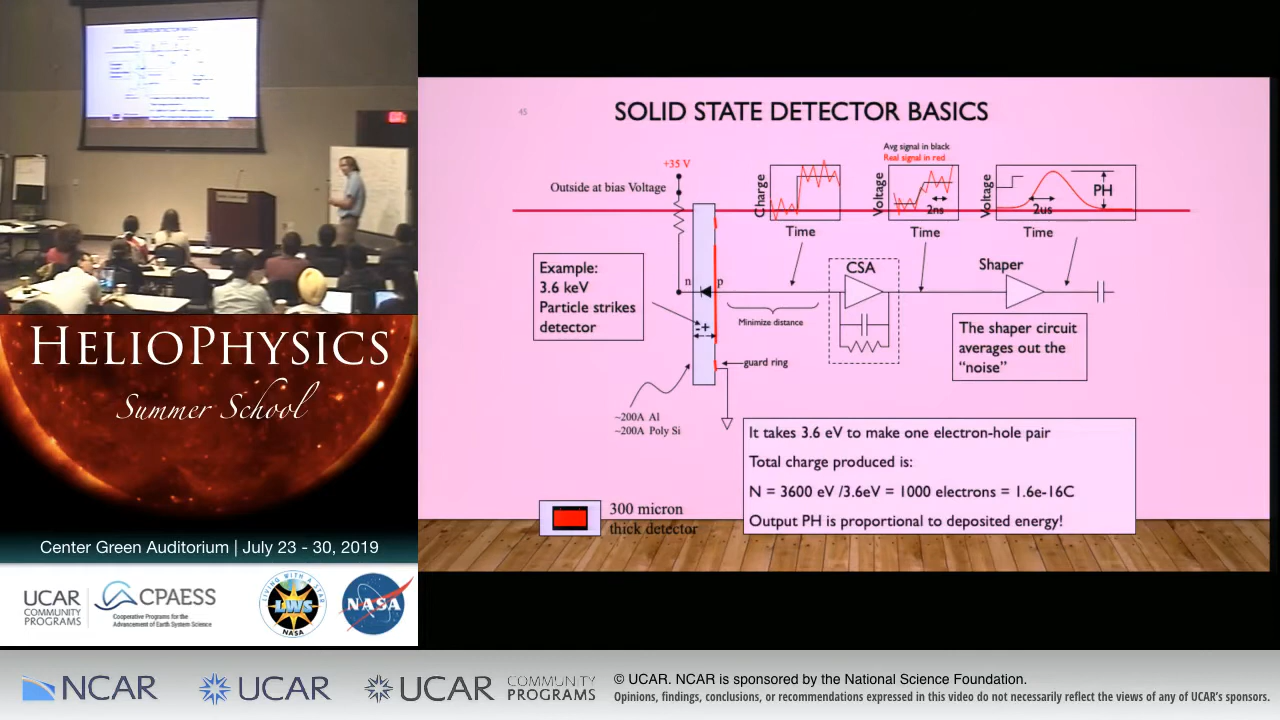 45
SOLID STATE DETECTOR BASICS
+35 V
Outside at bias Voltage
Charge
Time
Avg signal in black
Real signal in red
Voltage
2ns
Time
Voltage
PH
2us
Time
Example:
3.6 keV
Particle strikes
detector
n
p
- +
Minimize distance
CSA
Shaper
The shaper circuit
averages out the
“noise”
guard ring
~200A Al
~200A Poly Si
It takes 3.6 eV to make one electron-hole pair
Total charge produced is:
N = 3600 eV /3.6eV = 1000 electrons = 1.6e-16C
Output PH is proportional to deposited energy!
300 micron
thick detector
HELIOPHYSICS
Summer School
Center Green Auditorium | July 23 - 30, 2019
UCAR
COMMUNITY
PROGRAMS
CPAESS
Cooperative Programs for the
Advancement of Earth System Science
LIVING WITH A STAR
LWS
NASA
NASA
NCAR
UCAR
UCAR
COMMUNITY
PROGRAMS
© UCAR. NCAR is sponsored by the National Science Foundation.
Opinions, findings, conclusions, or recommendations expressed in this video do not necessarily reflect the views of any of UCAR's sponsors.